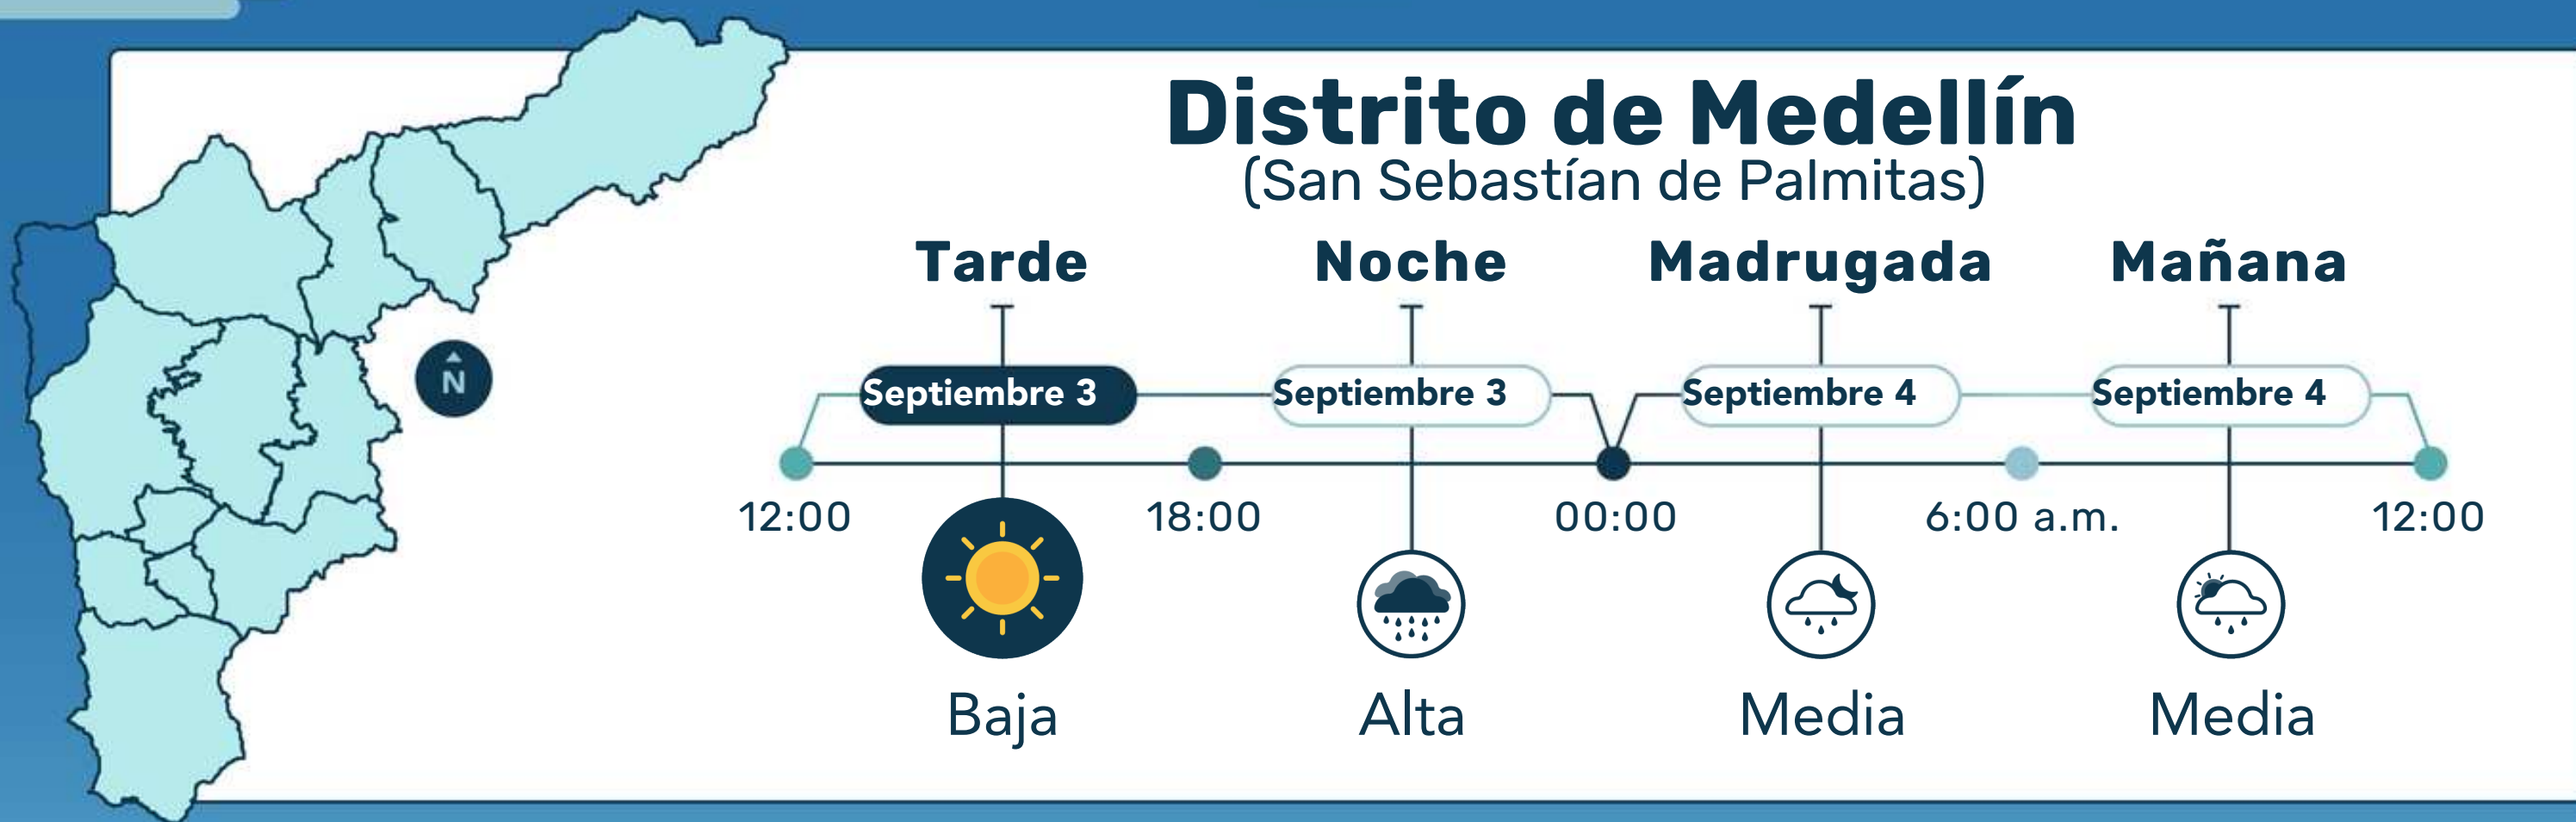 Distrito de Medellín
(San Sebastían de Palmitas)
Tarde Noche Madrugada Mañana
Septiembre 3 Septiembre 3 Septiembre 4 Septiembre 4
N
12:00 18:00 00:00 6:00 a.m. 12:00
Baja Alta Media Media